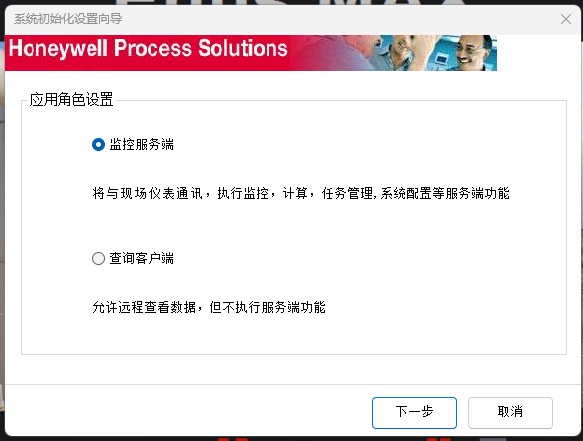 系统初始化设置向导
Honeywell Process Solutions
应用角色设置
监控服务端
将与现场仪表通讯，执行监控，计算，任务管理,系统配置等服务端功能
查询客户端
允许远程查看数据，但不执行服务端功能
下一步
取消